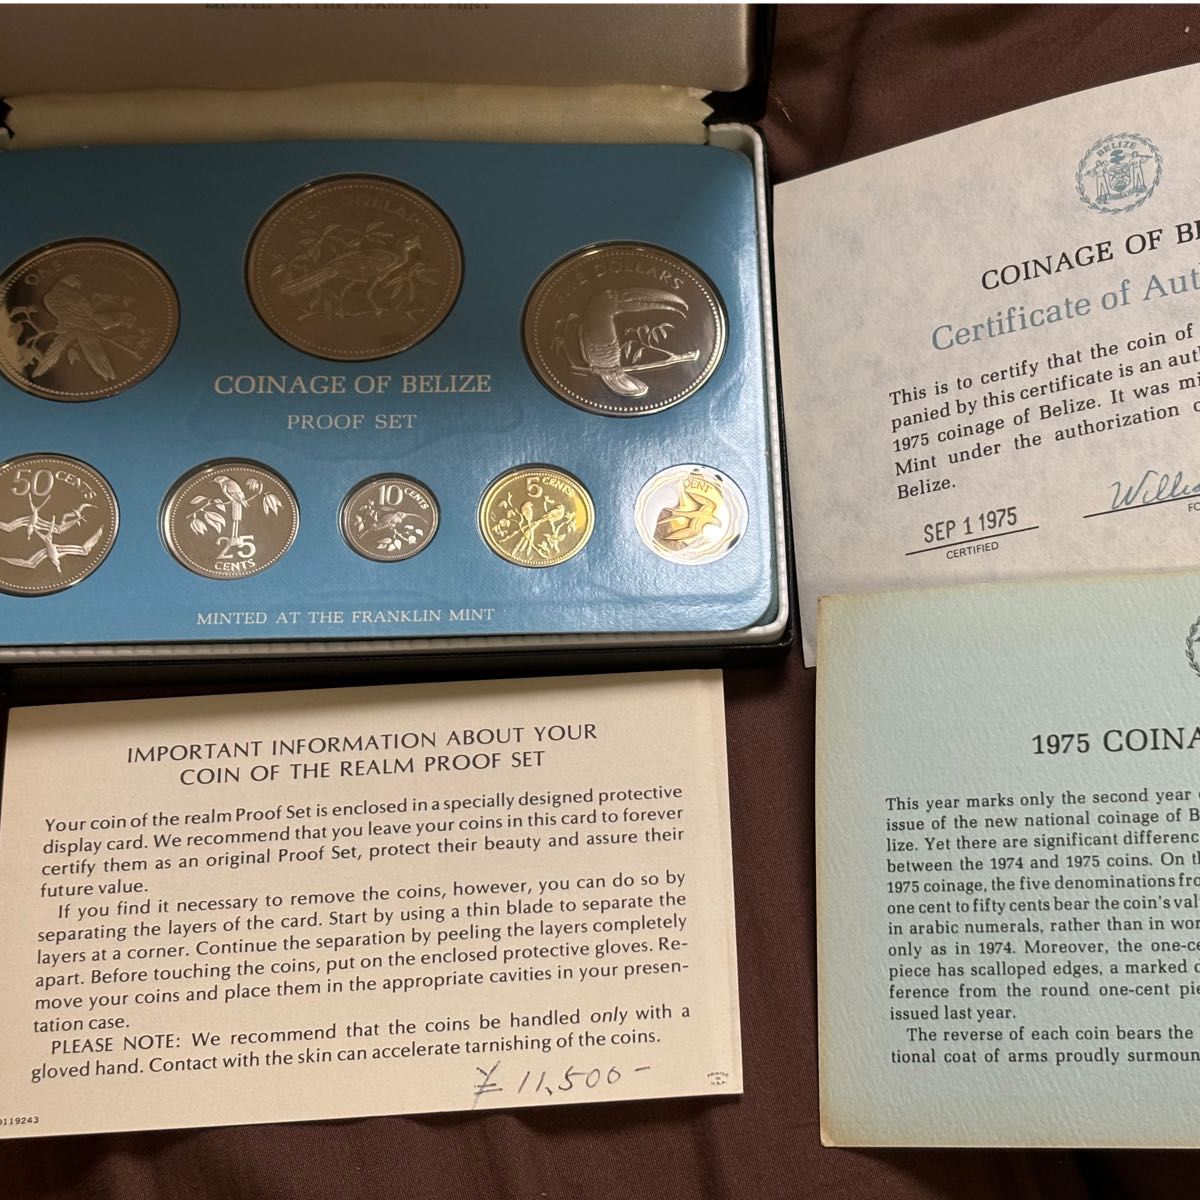 MINTED AT THE FRANKLIN MINT
ONE DOLLAR
TEN DOLLARS
FIVE DOLLARS
COINAGE OF BELIZE
PROOF SET
50 CENTS
25
CENTS
10 CENTS
5
CENTS
CENT
MINTED AT THE FRANKLIN MINT
BELIZE
COINAGE OF BE
Certificate of Aut
This is to certify that the coin of
panied by this certificate is an aut
1975 coinage of Belize. It was mi
Mint under the authorization o
Belize.
SEP 1 1975
CERTIFIED
Willia
FO
IMPORTANT INFORMATION ABOUT YOUR
COIN OF THE REALM PROOF SET
Your coin of the realm Proof Set is enclosed in a specially designed protective
display card. We recommend that you leave your coins in this card to forever
certify them as an original Proof Set, protect their beauty and assure their
future value.
If you find it necessary to remove the coins, however, you can do so by
separating the layers of the card. Start by using a thin blade to separate the
layers at a corner. Continue the separation by peeling the layers completely
apart. Before touching the coins, put on the enclosed protective gloves. Re-
move your coins and place them in the appropriate cavities in your presen-
tation case.
PLEASE NOTE: We recommend that the coins be handled only with a
gloved hand. Contact with the skin can accelerate tarnishing of the coins.
¥ 11,500-
PRINTED
IN
U.S.A.
0119243
1975 COINA
This year marks only the second year
issue of the new national coinage of B
lize. Yet there are significant differenc
between the 1974 and 1975 coins. On th
1975 coinage, the five denominations fro
one cent to fifty cents bear the coin's val
in arabic numerals, rather than in wor
only as in 1974. Moreover, the one-ce
piece has scalloped edges, a marked d
ference from the round one-cent pie
issued last year.
The reverse of each coin bears the
tional coat of arms proudly surmoun